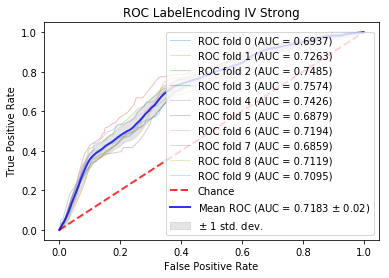 ROC LabelEncoding IV Strong
True Positive Rate
1.0
0.8
0.6
0.4
0.2
0.0
ROC fold 0 (AUC = 0.6937)
ROC fold 1 (AUC = 0.7263)
ROC fold 2 (AUC = 0.7485)
ROC fold 3 (AUC = 0.7574)
ROC fold 4 (AUC = 0.7426)
ROC fold 5 (AUC = 0.6879)
ROC fold 6 (AUC = 0.7194)
ROC fold 7 (AUC = 0.6859)
ROC fold 8 (AUC = 0.7119)
ROC fold 9 (AUC = 0.7095)
Chance
Mean ROC (AUC = 0.7183 ± 0.02)
± 1 std. dev.
0.0 0.2 0.4 0.6 0.8 1.0
False Positive Rate